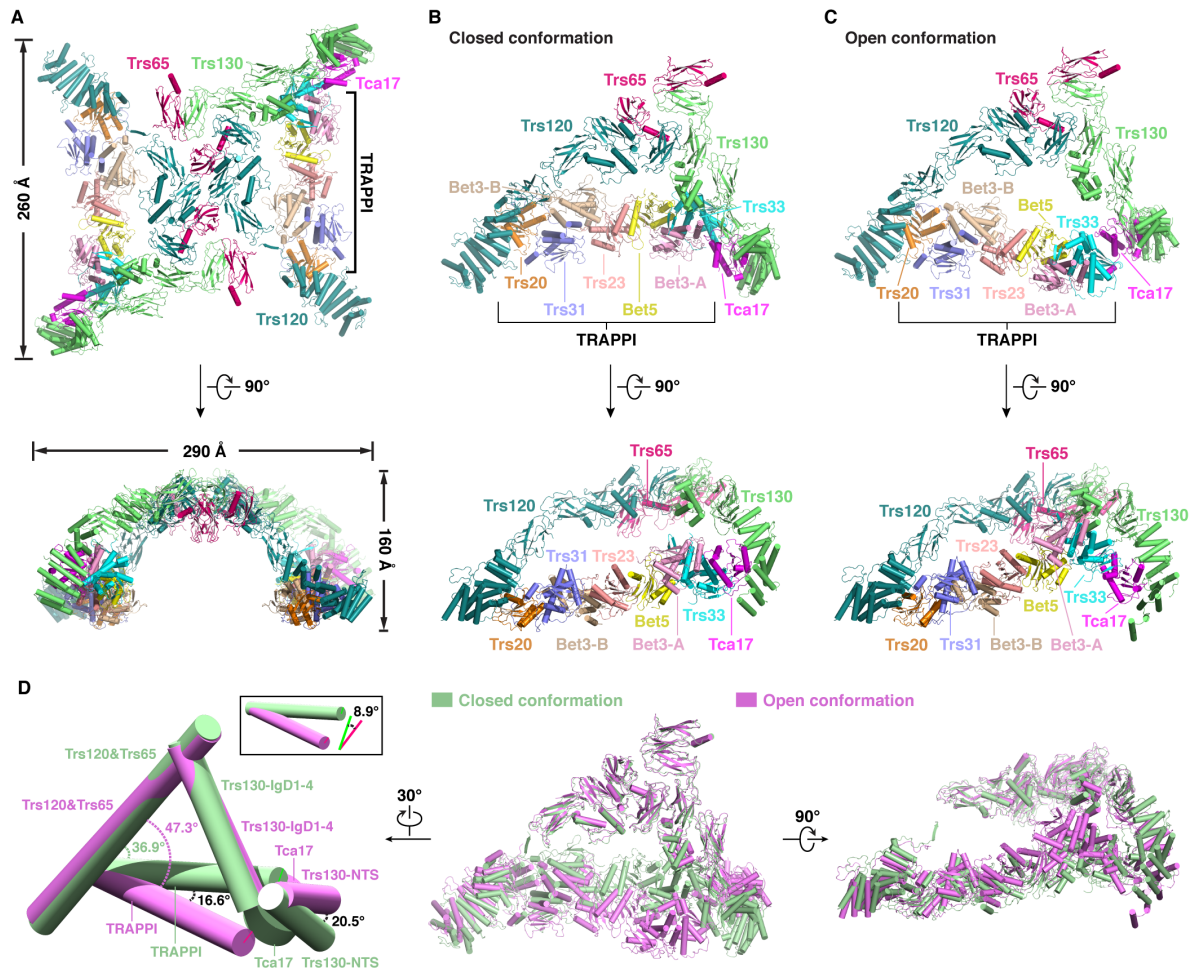 A
Trs65
Trs130
Tca17
260 Å
TRAPPI
Trs120
90°
290 Å
160 Å
B
Closed conformation
Trs65
Trs120
Trs130
Bet3-B
Trs33
Trs20
Trs23
Bet3-A
Trs31
Bet5
Tca17
TRAPPI
90°
Trs65
Trs120
Trs130
Trs31
Trs23
Bet5
Trs33
Trs20
Bet3-B
Bet3-A
Tca17
C
Open conformation
Trs65
Trs120
Trs130
Bet3-B
Bet5
Trs33
Trs20
Trs31
Trs23
Bet3-A
Tca17
TRAPPI
90°
Trs65
Trs120
Trs130
Trs23
Bet5
Trs33
Tca17
Trs20
Trs31
Bet3-B
Bet3-A
D
8.9°
Trs120&Trs65
Trs130-IgD1-4
Trs120&Trs65
47.3°
Trs130-IgD1-4
36.9°
Tca17
Trs130-NTS
16.6°
20.5°
TRAPPI
TRAPPI
Tca17
Trs130-NTS
Closed conformation
Open conformation
30°
90°